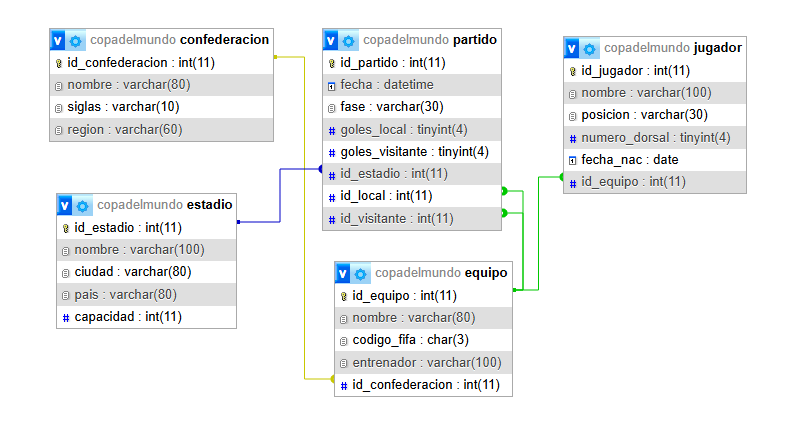 copadelmundo confederacion
id_confederacion : int(11)
nombre : varchar(80)
siglas : varchar(10)
region : varchar(60)
copadelmundo estadio
id_estadio : int(11)
nombre : varchar(100)
ciudad : varchar(80)
pais : varchar(80)
capacidad : int(11)
copadelmundo partido
id_partido : int(11)
fecha : datetime
fase : varchar(30)
goles_local : tinyint(4)
goles_visitante : tinyint(4)
id_estadio : int(11)
id_local : int(11)
id_visitante : int(11)
copadelmundo equipo
id_equipo : int(11)
nombre : varchar(80)
codigo_fifa : char(3)
entrenador : varchar(100)
id_confederacion : int(11)
copadelmundo jugador
id_jugador : int(11)
nombre : varchar(100)
posicion : varchar(30)
numero_dorsal : tinyint(4)
fecha_nac : date
id_equipo : int(11)